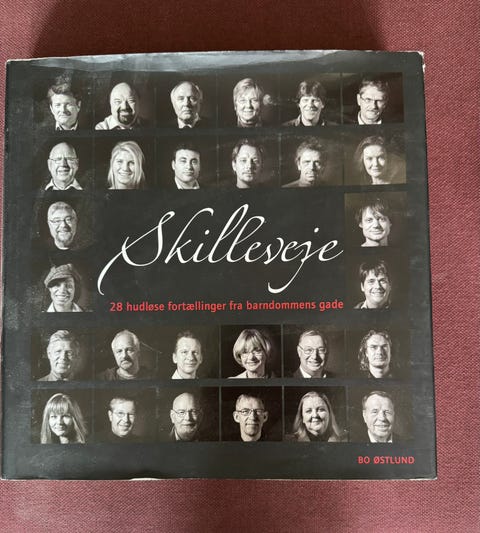 Skilleveje
28 hudløse fortællinger fra barndommens gade
BO ØSTLUND